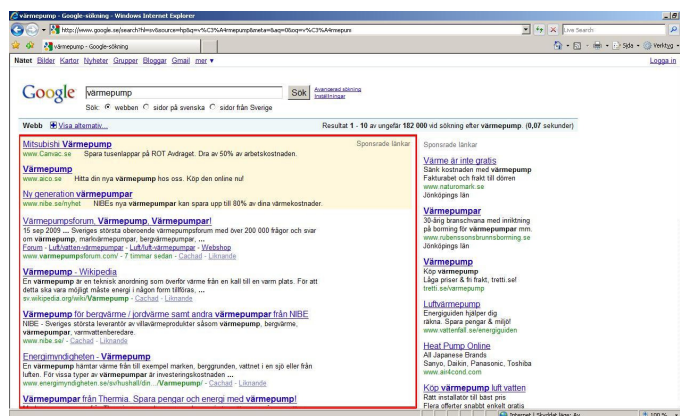 värmepump - Google-sökning - Windows Internet Explorer
http://www.google.se/search?hl=sv&source=hp&q=v%C3%A4rmepump&meta=&aq=0&oq=v%C3%A4rmepum
Live Search
värmepump - Google-sökning
Sida
Verktyg
Nätet Bilder Kartor Nyheter Grupper Bloggar Gmail mer ▼
Logga in
Google
värmepump
Sök
Avancerad sökning
Inställningar
Sök: webben sidor på svenska sidor från Sverige
Webb Visa alternativ...
Resultat 1 - 10 av ungefär 182 000 vid sökning efter värmepump. (0,07 sekunder)
Mitsubishi Värmepump
Sponsrade länkar
www.Canvac.se Spara tusenlappar på ROT Avdraget. Dra av 50% av arbetskostnaden.
Värmepump
www.aico.se Hitta din nya värmepump hos oss. Köp den online nu!
Ny generation värmepumpar
www.nibe.se/nyhet NIBEs nya värmepumpar kan spara upp till 80% av dina värmekostnader.
Värmepumpsforum, Värmepump, Värmpumpar!
15 sep 2009 ... Sveriges största oberoende värmepumpsforum med över 200 000 frågor och svar
om värmepump, markvärmepumpar, bergvärmepumpar, ...
Forum - Luft/vatten-värmepumpar - Luft/luft-värmepumpar - Webshop
www.varmepumpsforum.com/ - 7 timmar sedan - Cachad - Liknande
Värmepump - Wikipedia
En värmepump är en teknisk anordning som överför värme från en kall till en varm plats. För att
detta ska vara möjligt måste energi i någon form tillföras, ...
sv.wikipedia.org/wiki/Värmepump - Cachad - Liknande
Värmepump för bergvärme / jordvärme samt andra värmepumpar från NIBE
NIBE - Sveriges största leverantör av villavärmeprodukter såsom värmepump, bergvärme,
värmepumpar, varmvattenberedare.
www.nibe.se/ - Cachad - Liknande
Energimyndigheten - Värmepump
En värmepump hämtar värme från till exempel marken, berggrunden, vattnet i en sjö eller från
luften. För vissa typer av värmepumpar är investeringskostnaden ...
www.energimyndigheten.se/sv/hushall/din.../Varmepump/ - Cachad - Liknande
Värmepumpar från Thermia. Spara pengar och energi med värmepump!
Sponsrade länkar
Värme är inte gratis
Sänk kostnaden med värmepump
Fakturabet och frakt till dörren
www.naturomark.se
Jönköpings län
Värmepumpar
30-årig branschvana med inriktning
på borrning för värmepumpar mm.
www.rubenssonsbrunnsborrning.se
Jönköpings län
Värmepump
Köp värmepump
Låga priser & fri frakt, tretti.se!
tretti.se/varmepump
Luftvärmepump
Energiguiden hjälper dig
räkna. Spara pengar & miljö!
www.vattenfall.se/energiguiden
Heat Pump Online
All Japanese Brands
Sanyo, Daikin, Panasonic, Toshiba
www.air4cond.com
Köp värmepump luft vatten
Rätt installatör till bäst pris
Flera offerter snabbt enkelt gratis
Internet | Skyddat läge: Av
100 %